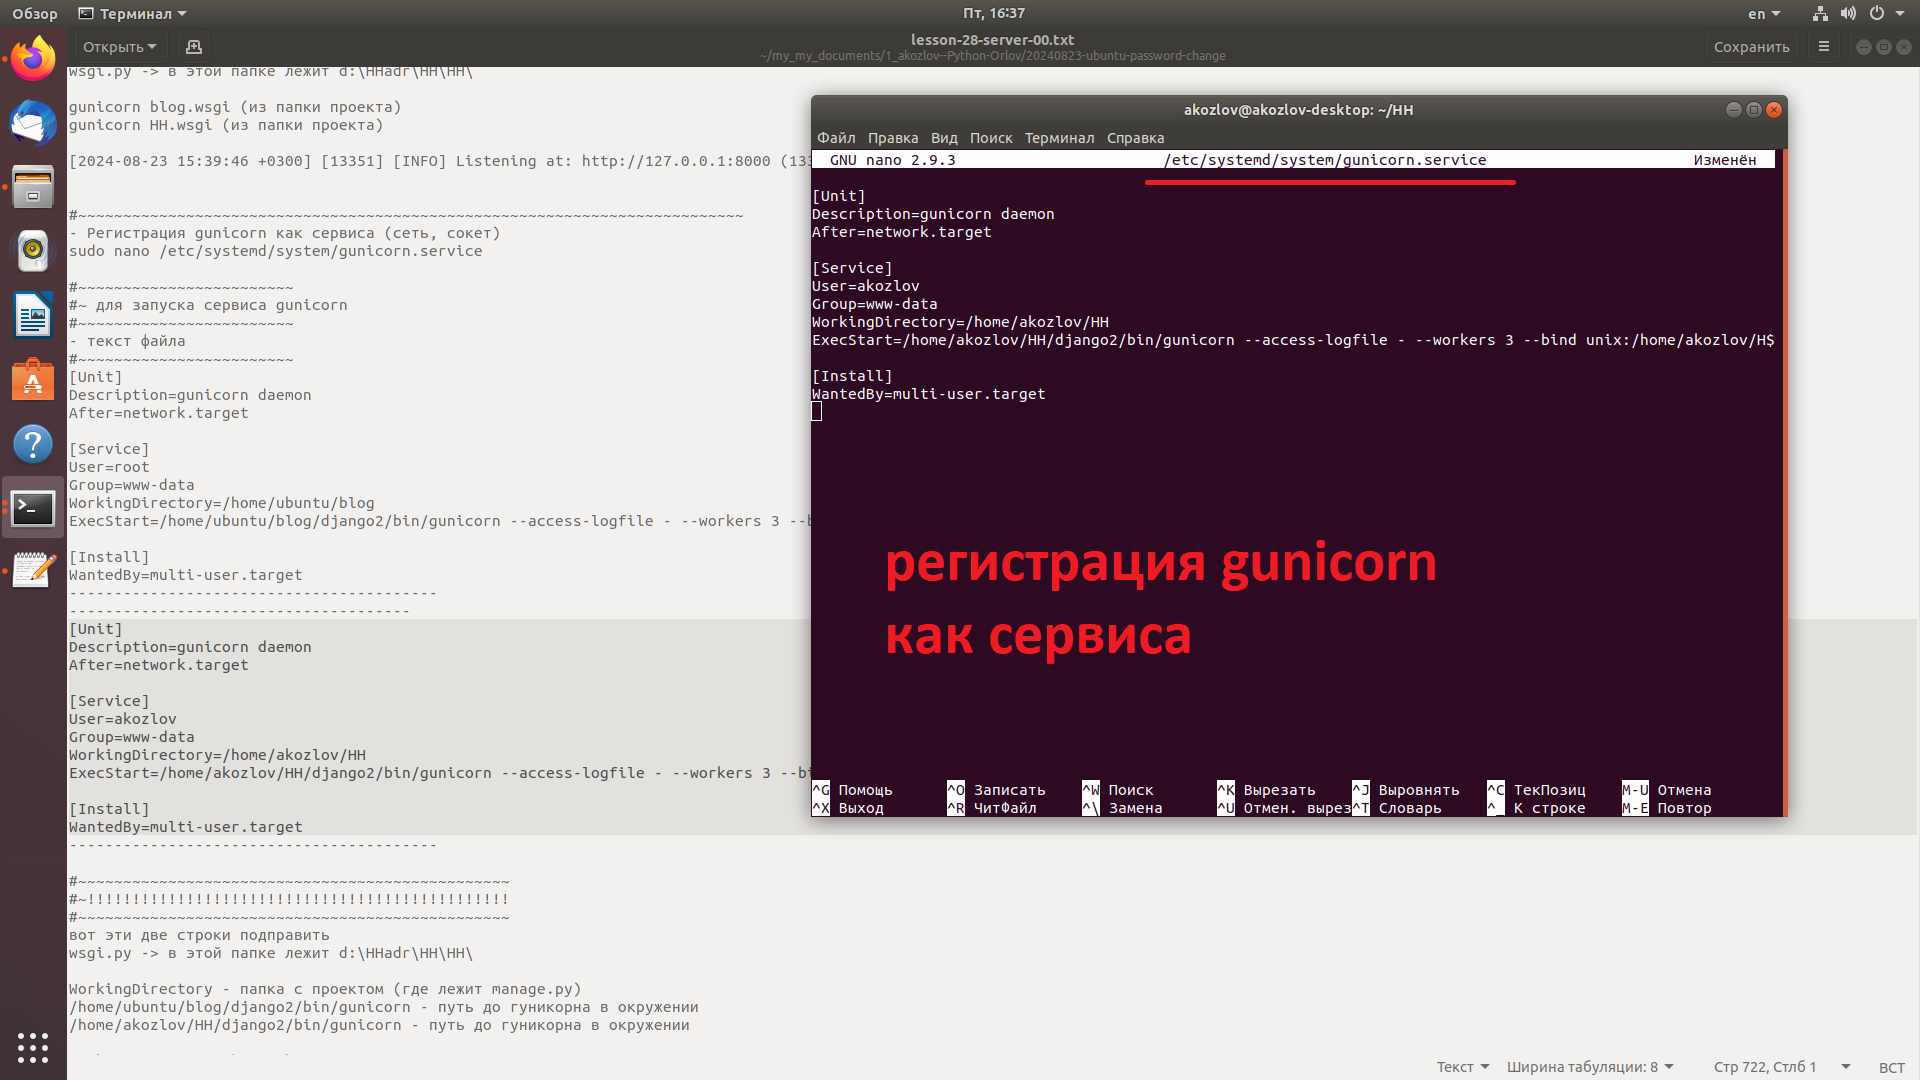 Обзор
Терминал
Пт, 16:37
en
Открыть
lesson-28-server-00.txt
~/my_my_documents/1_akozlov--Python-Orlov/20240823-ubuntu-password-change
Сохранить
wsgi.py -> в этой папке лежит d:\HHadr\HH\HH\
gunicorn blog.wsgi (из папки проекта)
gunicorn HH.wsgi (из папки проекта)
[2024-08-23 15:39:46 +0300] [13351] [INFO] Listening at: http://127.0.0.1:8000 (133
#~~~~~~~~~~~~~~~~~~~~~~~~~~~~~~~~~~~~~~~~~~~~~~~~~~~~~~~~~~~~~~~~~~~~~~~~~~
- Регистрация gunicorn как сервиса (сеть, сокет)
sudo nano /etc/systemd/system/gunicorn.service
#~~~~~~~~~~~~~~~~~~~~~~~~
#~ для запуска сервиса gunicorn
#~~~~~~~~~~~~~~~~~~~~~~~~
- текст файла
#~~~~~~~~~~~~~~~~~~~~~~~~
[Unit]
Description=gunicorn daemon
After=network.target
[Service]
User=root
Group=www-data
WorkingDirectory=/home/ubuntu/blog
ExecStart=/home/ubuntu/blog/django2/bin/gunicorn --access-logfile - --workers 3 --b
[Install]
WantedBy=multi-user.target
-----------------------------------------
--------------------------------------
[Unit]
Description=gunicorn daemon
After=network.target
[Service]
User=akozlov
Group=www-data
WorkingDirectory=/home/akozlov/HH
ExecStart=/home/akozlov/HH/django2/bin/gunicorn --access-logfile - --workers 3 --bi
[Install]
WantedBy=multi-user.target
-----------------------------------------
#~~~~~~~~~~~~~~~~~~~~~~~~~~~~~~~~~~~~~~~~~~~~~~~~
#~!!!!!!!!!!!!!!!!!!!!!!!!!!!!!!!!!!!!!!!!!!!!!!!
#~~~~~~~~~~~~~~~~~~~~~~~~~~~~~~~~~~~~~~~~~~~~~~~~
вот эти две строки подправить
wsgi.py -> в этой папке лежит d:\HHadr\HH\HH\
WorkingDirectory - папка с проектом (где лежит manage.py)
/home/ubuntu/blog/django2/bin/gunicorn - путь до гуникорна в окружении
/home/akozlov/HH/django2/bin/gunicorn - путь до гуникорна в окружении
akozlov@akozlov-desktop: ~/HH
Файл Правка Вид Поиск Терминал Справка
GNU nano 2.9.3 /etc/systemd/system/gunicorn.service Изменён
[Unit]
Description=gunicorn daemon
After=network.target
[Service]
User=akozlov
Group=www-data
WorkingDirectory=/home/akozlov/HH
ExecStart=/home/akozlov/HH/django2/bin/gunicorn --access-logfile - --workers 3 --bind unix:/home/akozlov/H$
[Install]
WantedBy=multi-user.target
регистрация gunicorn
как сервиса
^G Помощь ^O Записать ^W Поиск ^K Вырезать ^J Выровнять ^C ТекПозиц M-U Отмена
^X Выход ^R ЧитФайл ^\ Замена ^U Отмен. вырез ^T Словарь ^_ К строке M-E Повтор
Текст Ширина табуляции: 8 Стр 722, Стлб 1 ВСТ